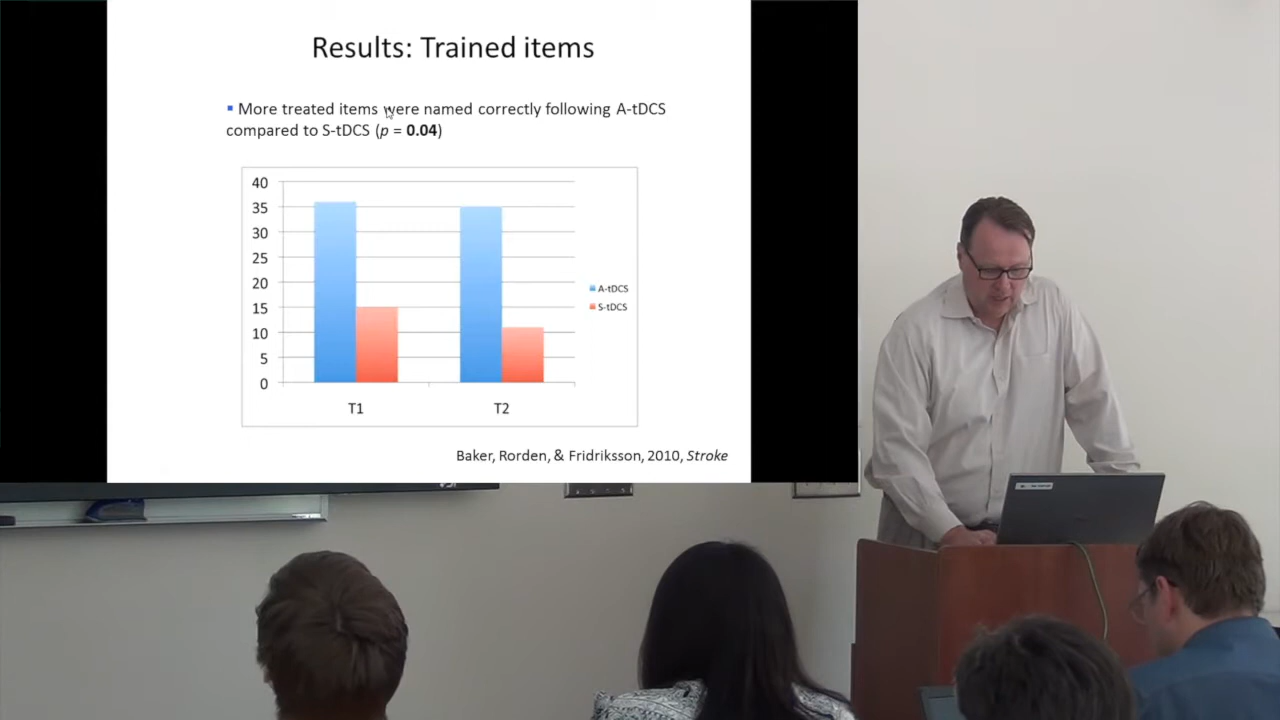 Results: Trained items
More treated items were named correctly following A-tDCS
compared to S-tDCS (p = 0.04)
40
35
30
25
20
15
10
5
0
T1
T2
A-tDCS
S-tDCS
Baker, Rorden, & Fridriksson, 2010, Stroke